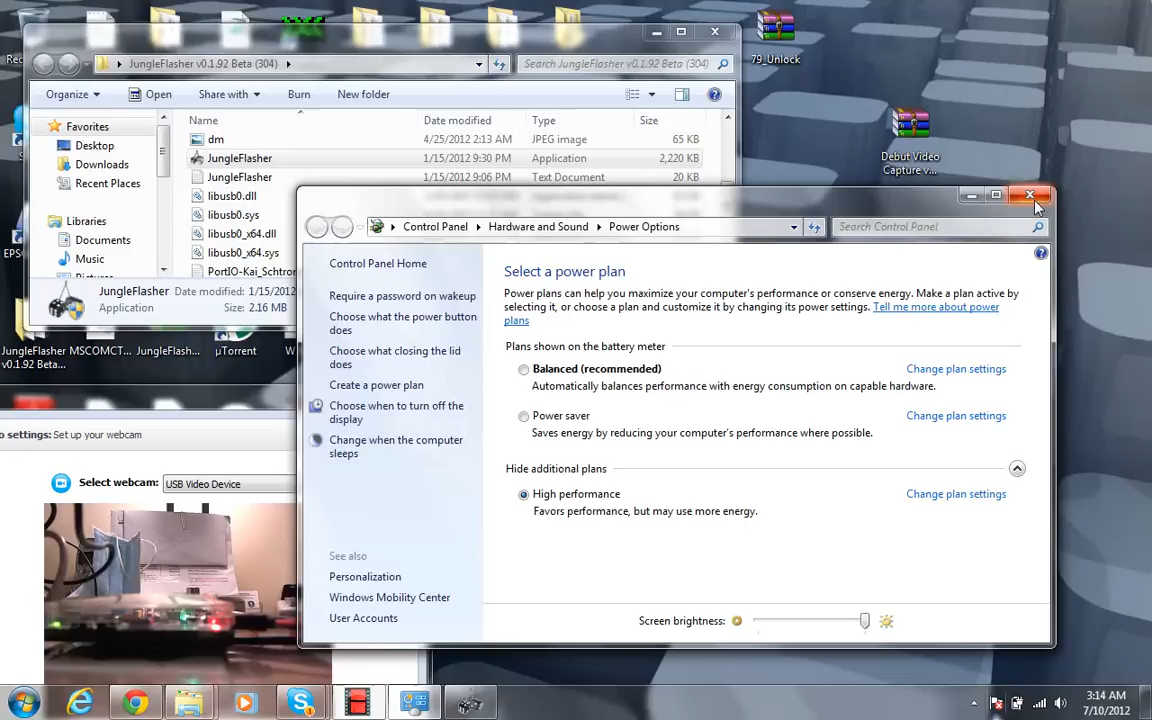 Rec
79_Unlock
Debut Video
Capture v...
JungleFlasher v0.1.92 Beta (304)
Search JungleFlasher v0.1.92 Beta (304)
Organize
Open
Share with
Burn
New folder
Name
Date modified
Type
Size
Favorites
Desktop
Downloads
Recent Places
Libraries
Documents
Music
Pictures
dm
4/25/2012 2:13 AM
JPEG image
65 KB
JungleFlasher
1/15/2012 9:30 PM
Application
2,220 KB
JungleFlasher
1/15/2012 9:06 PM
Text Document
20 KB
libusb0.dll
libusb0.sys
libusb0_x64.dll
libusb0_x64.sys
PortIO-Kai_Schtrom
JungleFlasher
Date modified: 1/15/2012
Application
Size: 2.16 MB
EPS
JungleFlasher
v0.1.92 Beta...
MSCOMCT...
JungleFlash...
µTorrent
W
o settings: Set up your webcam
Select webcam:
USB Video Device
Control Panel
Hardware and Sound
Power Options
Search Control Panel
Control Panel Home
Require a password on wakeup
Choose what the power button
does
Choose what closing the lid
does
Create a power plan
Choose when to turn off the
display
Change when the computer
sleeps
See also
Personalization
Windows Mobility Center
User Accounts
Select a power plan
Power plans can help you maximize your computer's performance or conserve energy. Make a plan active by
selecting it, or choose a plan and customize it by changing its power settings. Tell me more about power
plans
Plans shown on the battery meter
Balanced (recommended)
Change plan settings
Automatically balances performance with energy consumption on capable hardware.
Power saver
Change plan settings
Saves energy by reducing your computer's performance where possible.
Hide additional plans
High performance
Change plan settings
Favors performance, but may use more energy.
Screen brightness:
3:14 AM
7/10/2012